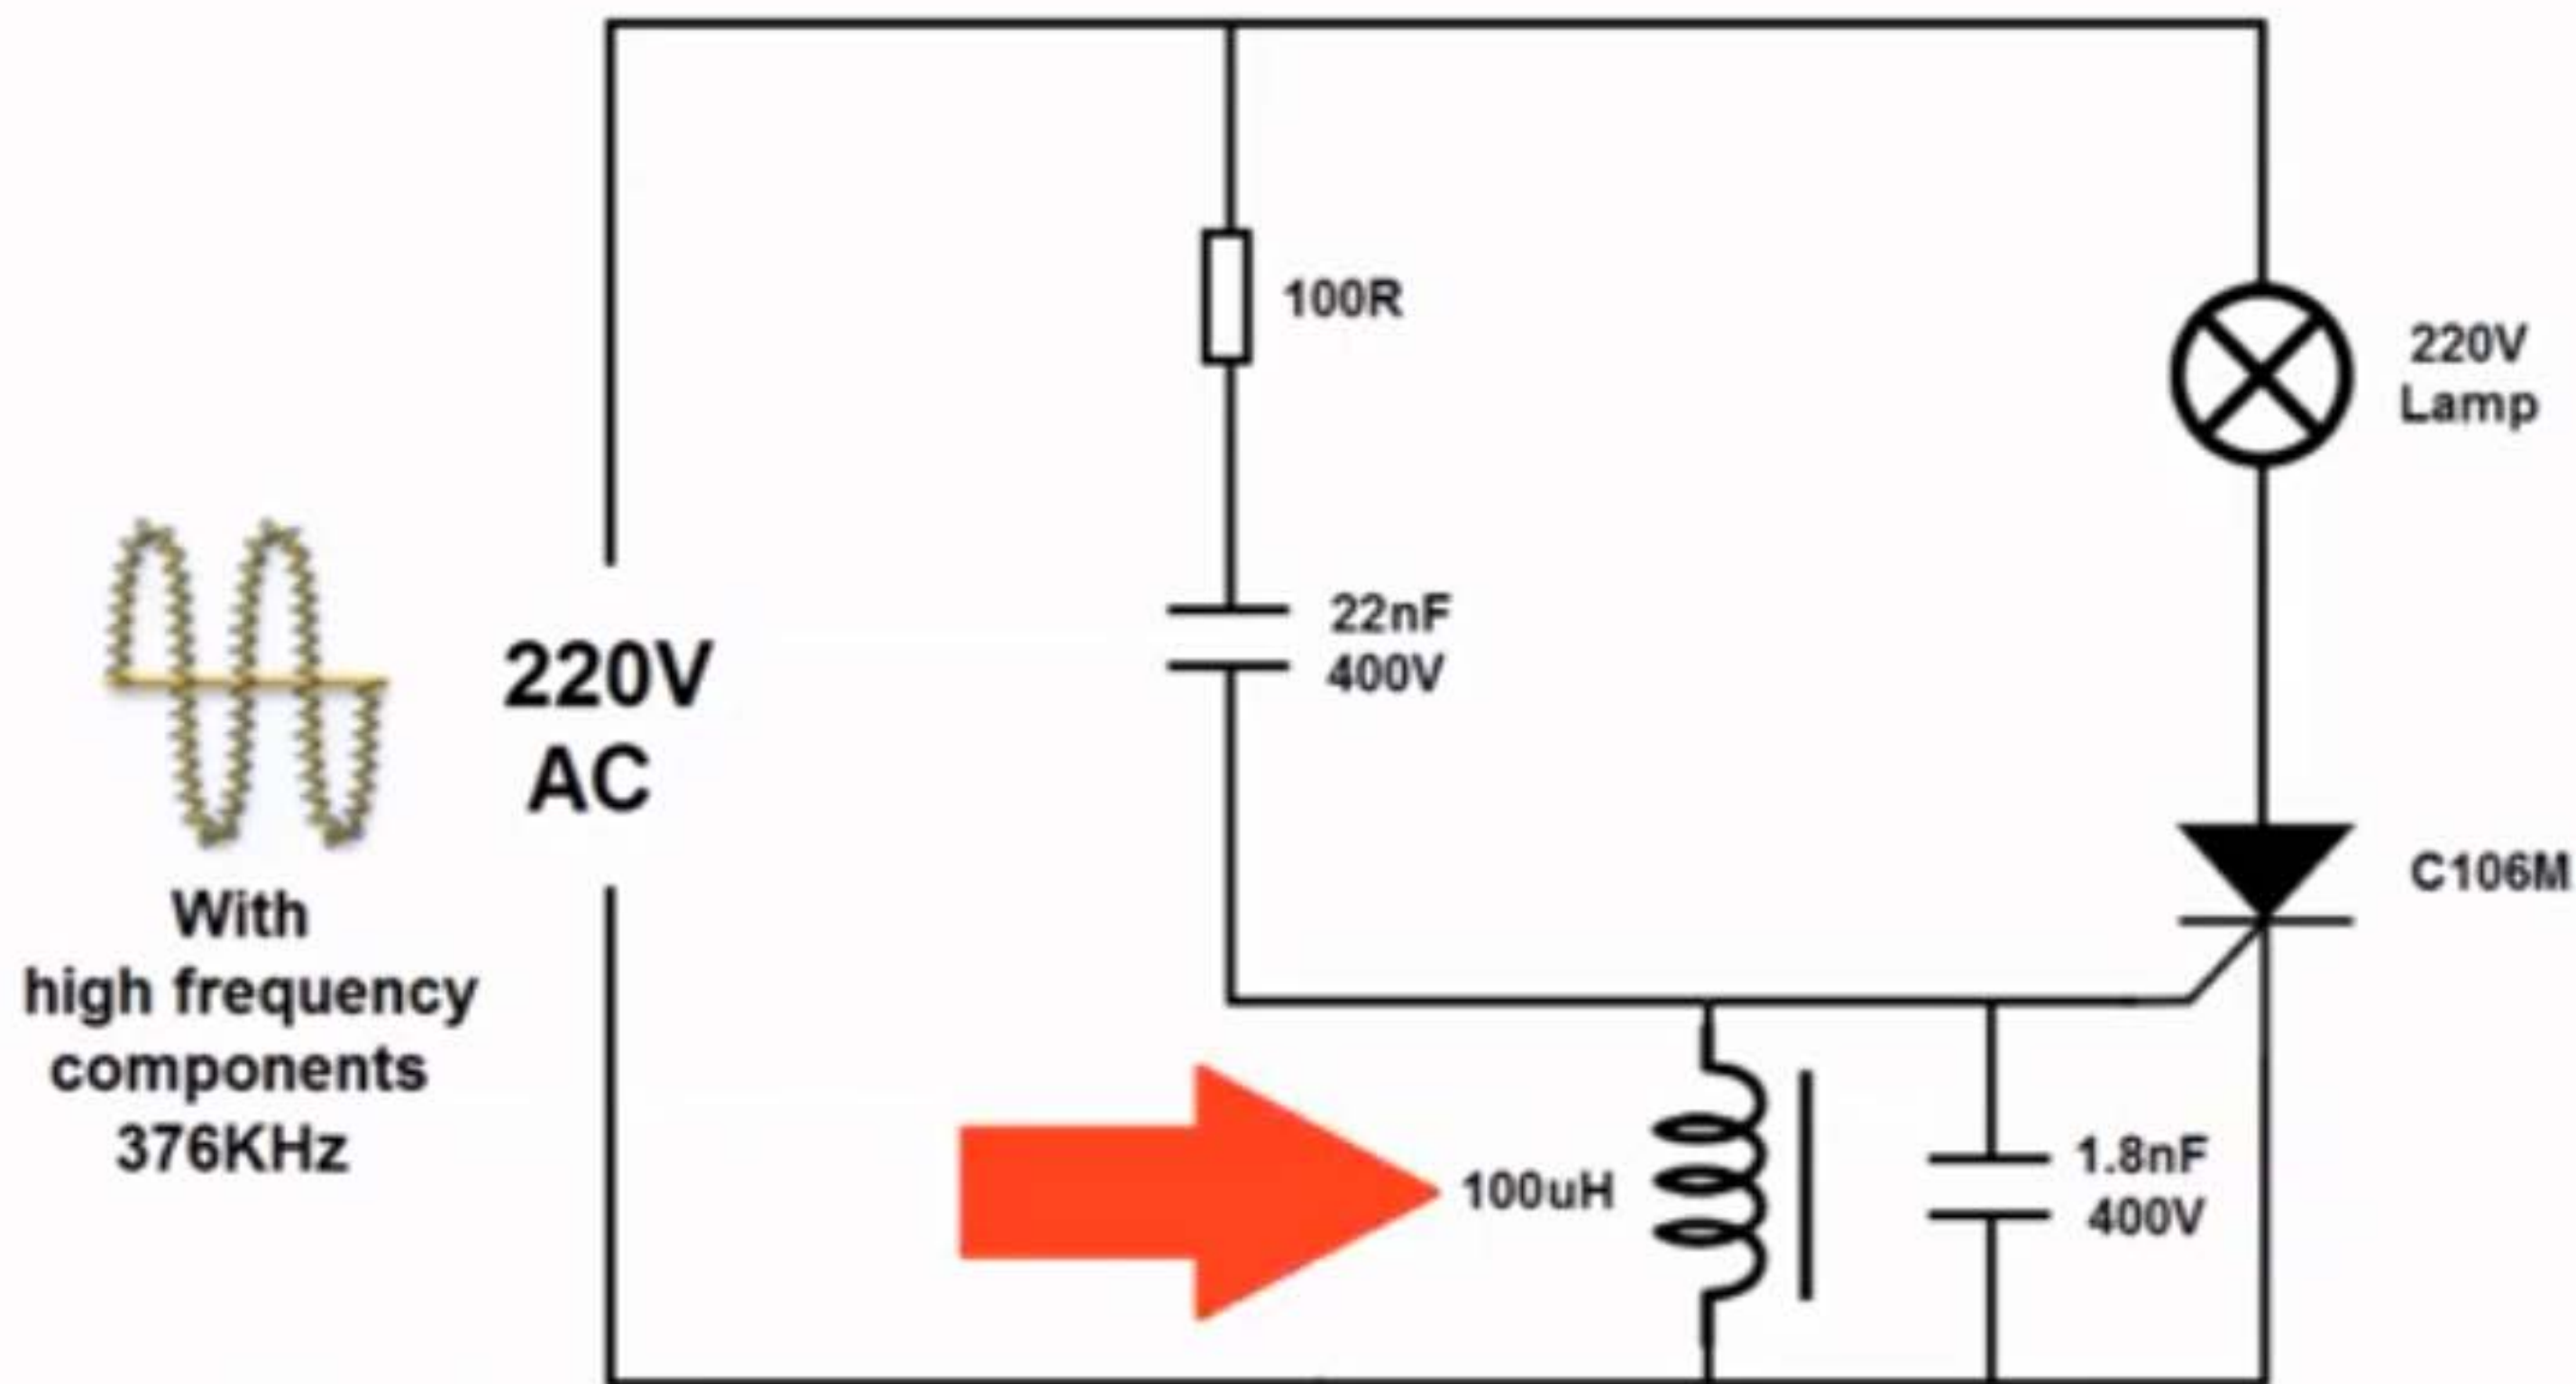 100R
220V
Lamp
22nF
400V
220V
AC
C106M
With
high frequency
components
376KHz
100uH
1.8nF
400V